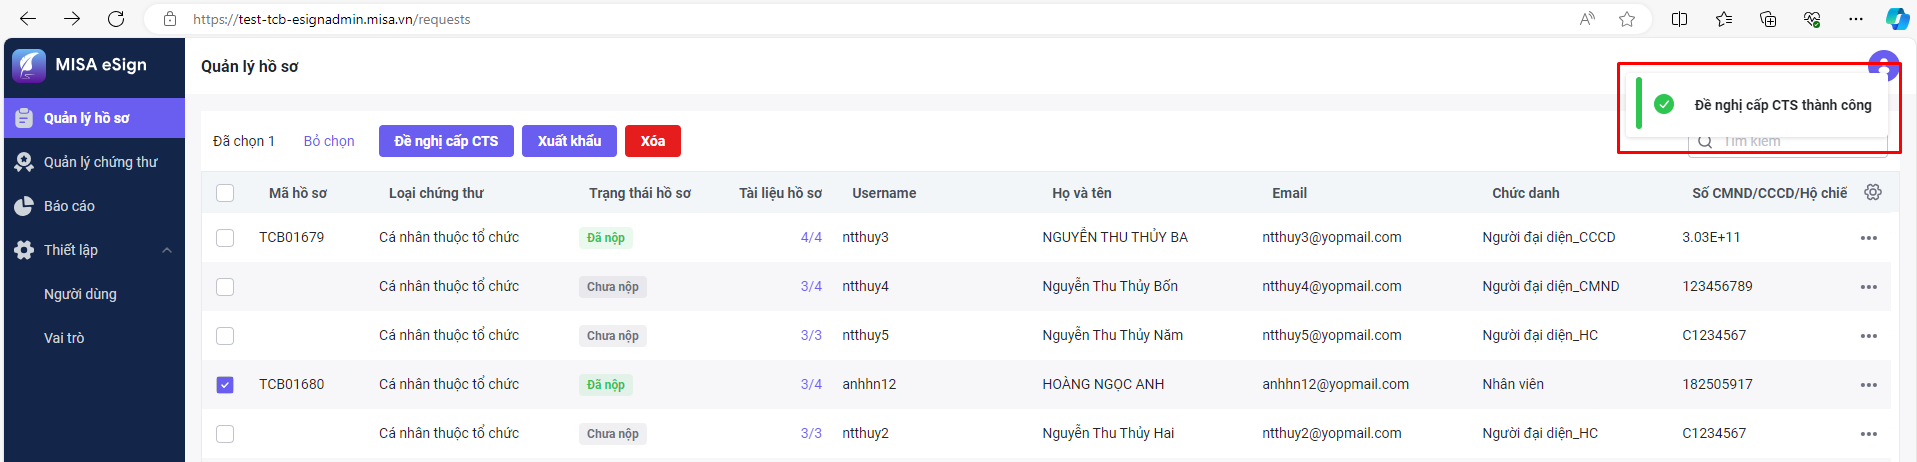 https://test-tcb-esignadmin.misa.vn/requests
MISA eSign
Quản lý hồ sơ
Quản lý chứng thư
Báo cáo
Thiết lập
Người dùng
Vai trò
Quản lý hồ sơ
Đề nghị cấp CTS thành công
Đã chọn 1 Bỏ chọn Đề nghị cấp CTS Xuất khẩu Xóa Tìm kiếm
Mã hồ sơ Loại chứng thư Trạng thái hồ sơ Tài liệu hồ sơ Username Họ và tên Email Chức danh Số CMND/CCCD/Hộ chiế
TCB01679 Cá nhân thuộc tổ chức Đã nộp 4/4 ntthuy3 NGUYỄN THU THỦY BA ntthuy3@yopmail.com Người đại diện_CCCD 3.03E+11
Cá nhân thuộc tổ chức Chưa nộp 3/4 ntthuy4 Nguyễn Thu Thủy Bốn ntthuy4@yopmail.com Người đại diện_CMND 123456789
Cá nhân thuộc tổ chức Chưa nộp 3/3 ntthuy5 Nguyễn Thu Thủy Năm ntthuy5@yopmail.com Người đại diện_HC C1234567
TCB01680 Cá nhân thuộc tổ chức Đã nộp 3/4 anhhn12 HOÀNG NGỌC ANH anhhn12@yopmail.com Nhân viên 182505917
Cá nhân thuộc tổ chức Chưa nộp 3/3 ntthuy2 Nguyễn Thu Thủy Hai ntthuy2@yopmail.com Người đại diện_HC C1234567